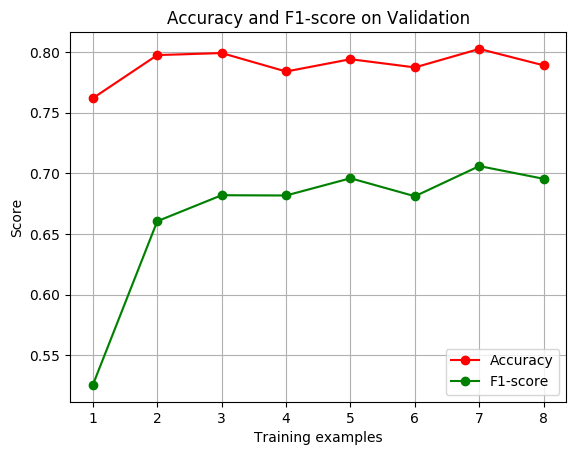 Accuracy and F1-score on Validation
0.80
0.75
0.70
0.65
0.60
0.55
Score
1 2 3 4 5 6 7 8
Training examples
Accuracy
F1-score